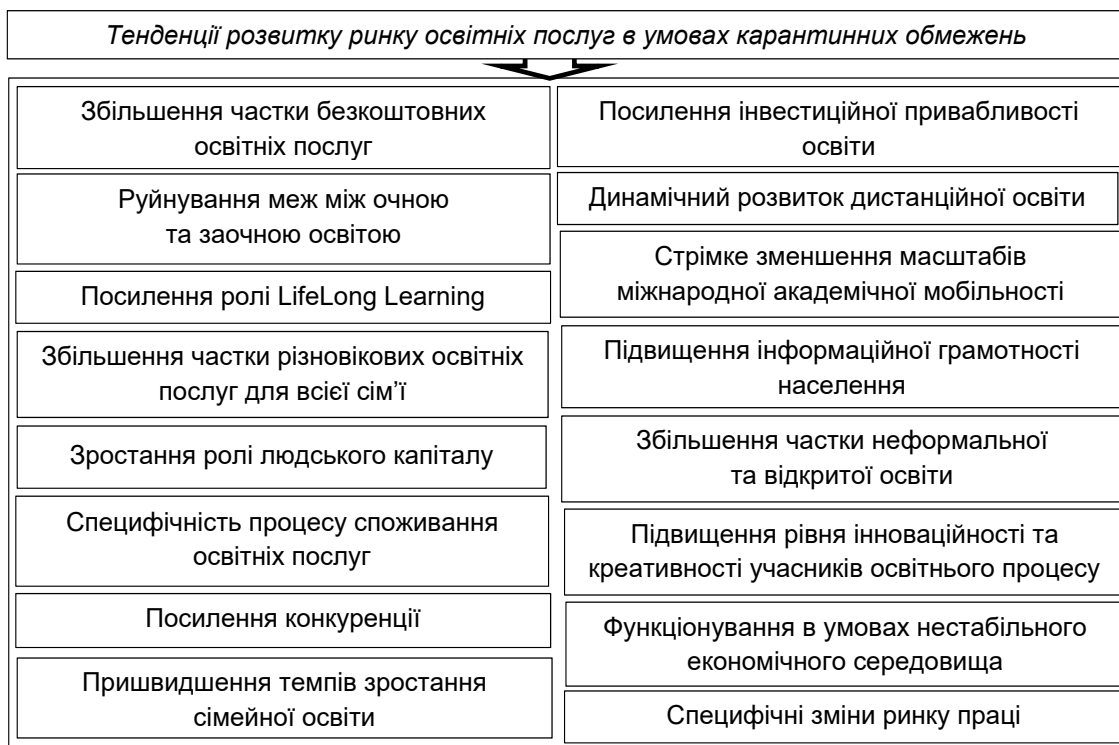 Тенденції розвитку ринку освітніх послуг в умовах карантинних обмежень
Збільшення частки безкоштовних
освітніх послуг
Руйнування меж між очною
та заочною освітою
Посилення ролі LifeLong Learning
Збільшення частки різновікових освітніх
послуг для всієї сім’ї
Зростання ролі людського капіталу
Специфічність процесу споживання
освітніх послуг
Посилення конкуренції
Пришвидшення темпів зростання
сімейної освіти
Посилення інвестиційної привабливості
освіти
Динамічний розвиток дистанційної освіти
Стрімке зменшення масштабів
міжнародної академічної мобільності
Підвищення інформаційної грамотності
населення
Збільшення частки неформальної
та відкритої освіти
Підвищення рівня інноваційності та
креативності учасників освітнього процесу
Функціонування в умовах нестабільного
економічного середовища
Специфічні зміни ринку праці